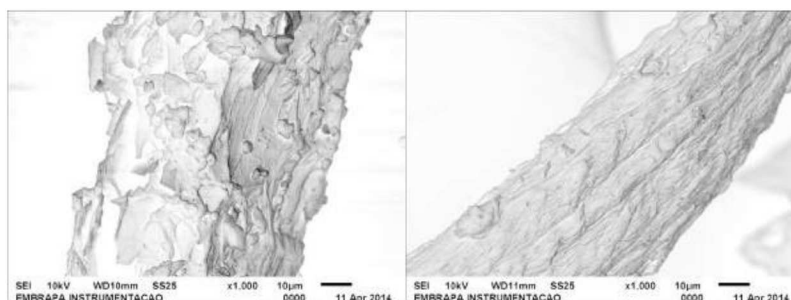 SEI 10kV WD10mm SS25 x1.000 10µm
EMBRAPA INSTRUMENTACAO 0000 11 Apr 2014
SEI 10kV WD11mm SS25 x1.000 10µm
EMBRAPA INSTRUMENTACAO 0000 11 Apr 2014